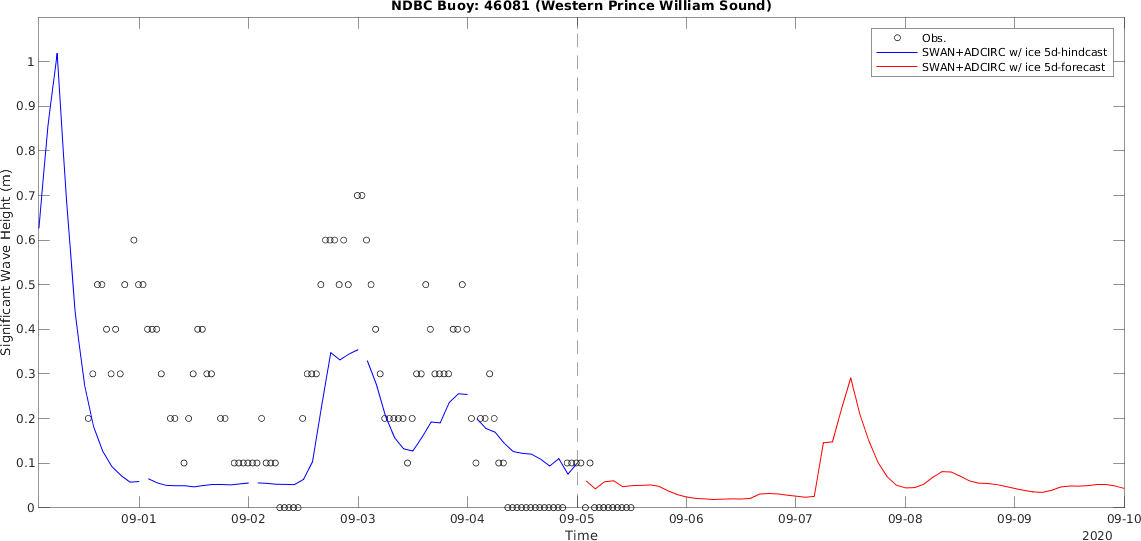 NDBC Buoy: 46081 (Western Prince William Sound)
Obs.
SWAN+ADCIRC w/ ice 5d-hindcast
SWAN+ADCIRC w/ ice 5d-forecast
Significant Wave Height (m)
1
0.9
0.8
0.7
0.6
0.5
0.4
0.3
0.2
0.1
0
09-01 09-02 09-03 09-04 09-05 09-06 09-07 09-08 09-09 09-10
Time
2020